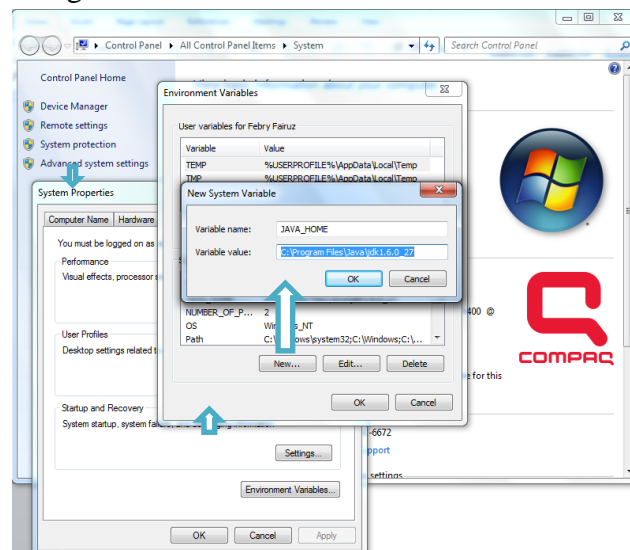 Control Panel ▸ All Control Panel Items ▸ System
Search Control Panel
Control Panel Home
Device Manager
Remote settings
System protection
Advanced system settings
Environment Variables
User variables for Febry Fairuz
Variable Value
TEMP %USERPROFILE%\AppData\Local\Temp
TMP %USERPROFILE%\AppData\Local\Temp
New System Variable
Variable name: JAVA_HOME
Variable value: C:\Program Files\Java\jdk1.6.0_27
OK Cancel
NUMBER_OF_P... 2
OS Windows_NT
Path C:\Windows\system32;C:\Windows;C:\...
New... Edit... Delete
OK Cancel
System Properties
Computer Name Hardware
You must be logged on as
Performance
Visual effects, processor
User Profiles
Desktop settings related
Startup and Recovery
System startup, system failure, and debugging information
Settings...
Environment Variables...
OK Cancel Apply
400 @
COMPAQ
e for this
-6672
pport
settings